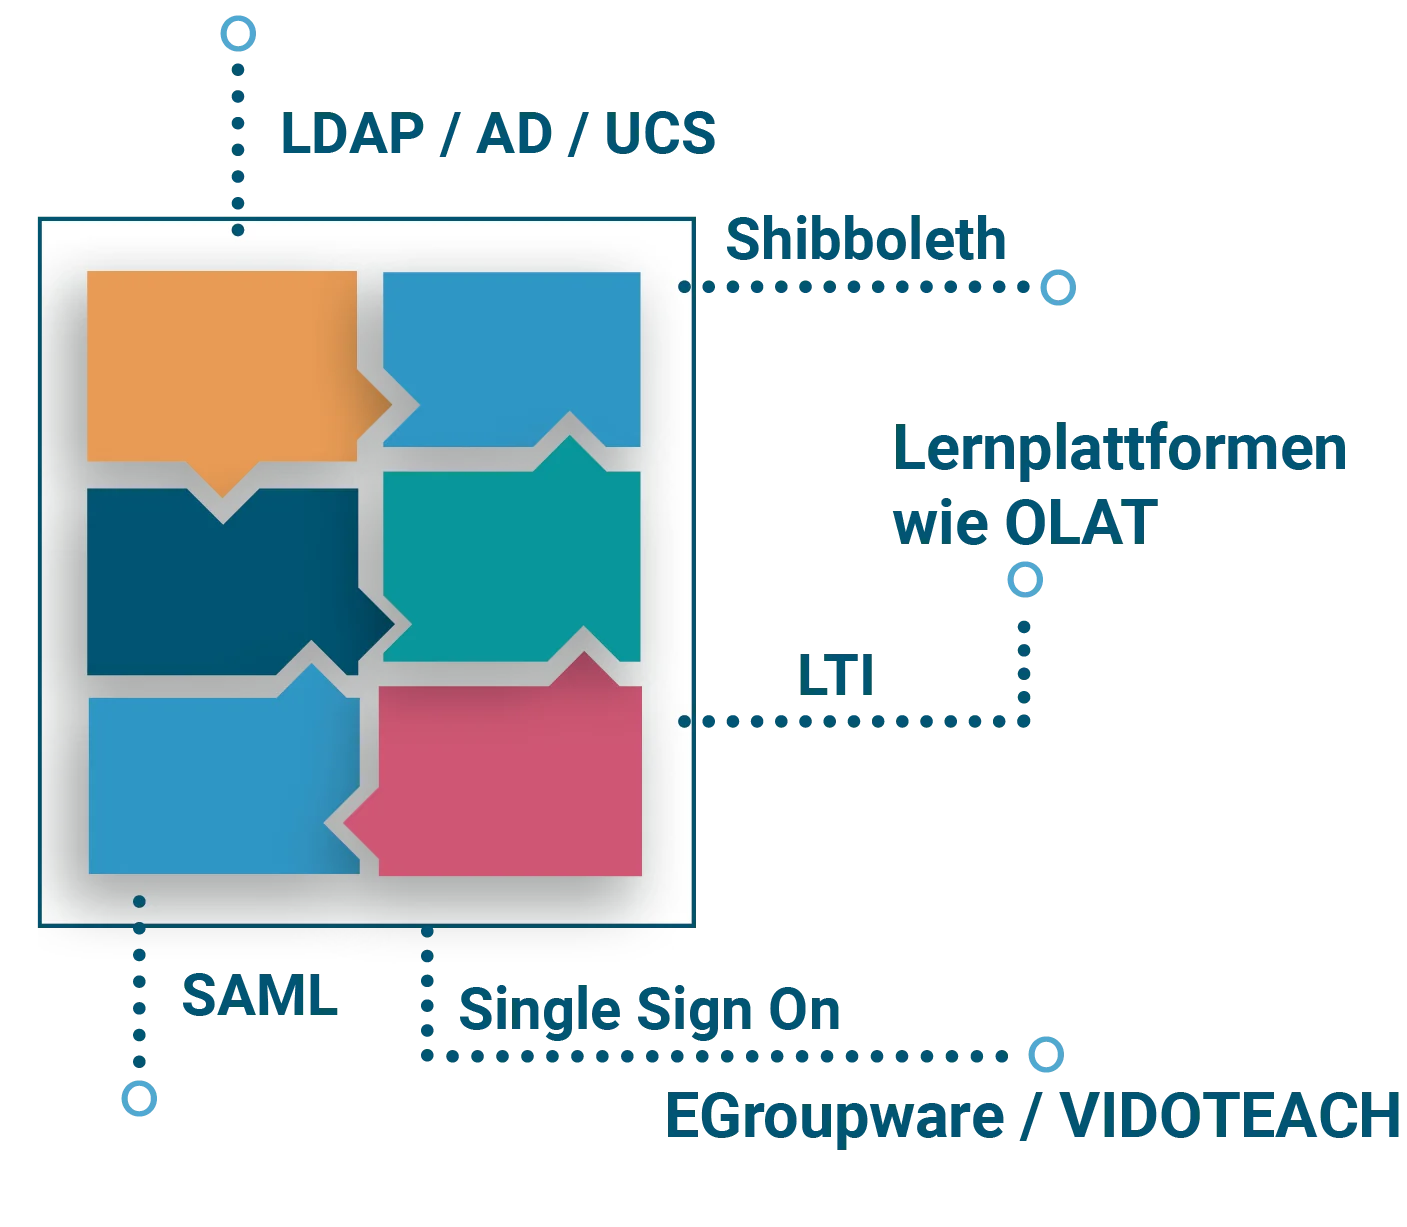 LDAP / AD / UCS
Shibboleth
Lernplattformen
wie OLAT
LTI
SAML
Single Sign On
EGroupware / VIDOTEACH